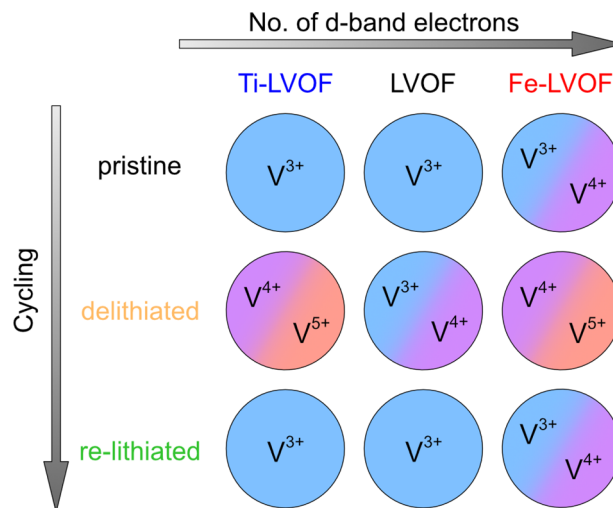 No. of d-band electrons
Ti-LVOF LVOF Fe-LVOF
Cycling
pristine
V³⁺
V³⁺
V³⁺
V⁴⁺
delithiated
V⁴⁺
V⁵⁺
V³⁺
V⁴⁺
V⁴⁺
V⁵⁺
re-lithiated
V³⁺
V³⁺
V³⁺
V⁴⁺